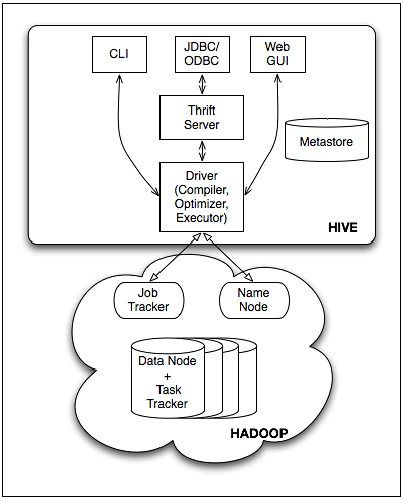 CLI
JDBC/
ODBC
Web
GUI
Thrift
Server
Metastore
Driver
(Compiler,
Optimizer,
Executor)
HIVE
Job
Tracker
Name
Node
Data Node
+
Task
Tracker
HADOOP